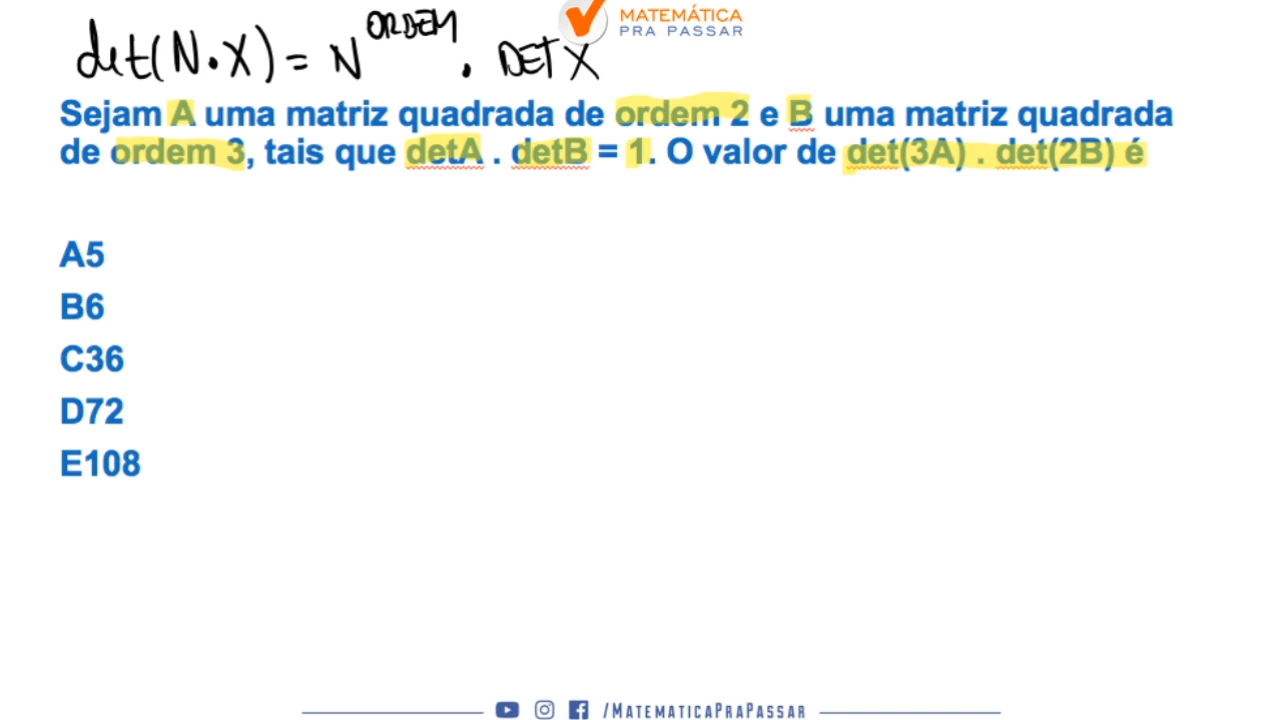 MATEMÁTICA
PRA PASSAR
det(N.X) = N^ORDEM . DET X
Sejam A uma matriz quadrada de ordem 2 e B uma matriz quadrada
de ordem 3, tais que detA . detB = 1. O valor de det(3A) . det(2B) é
A5
B6
C36
D72
E108
/MATEMATICAPRAPASSAR